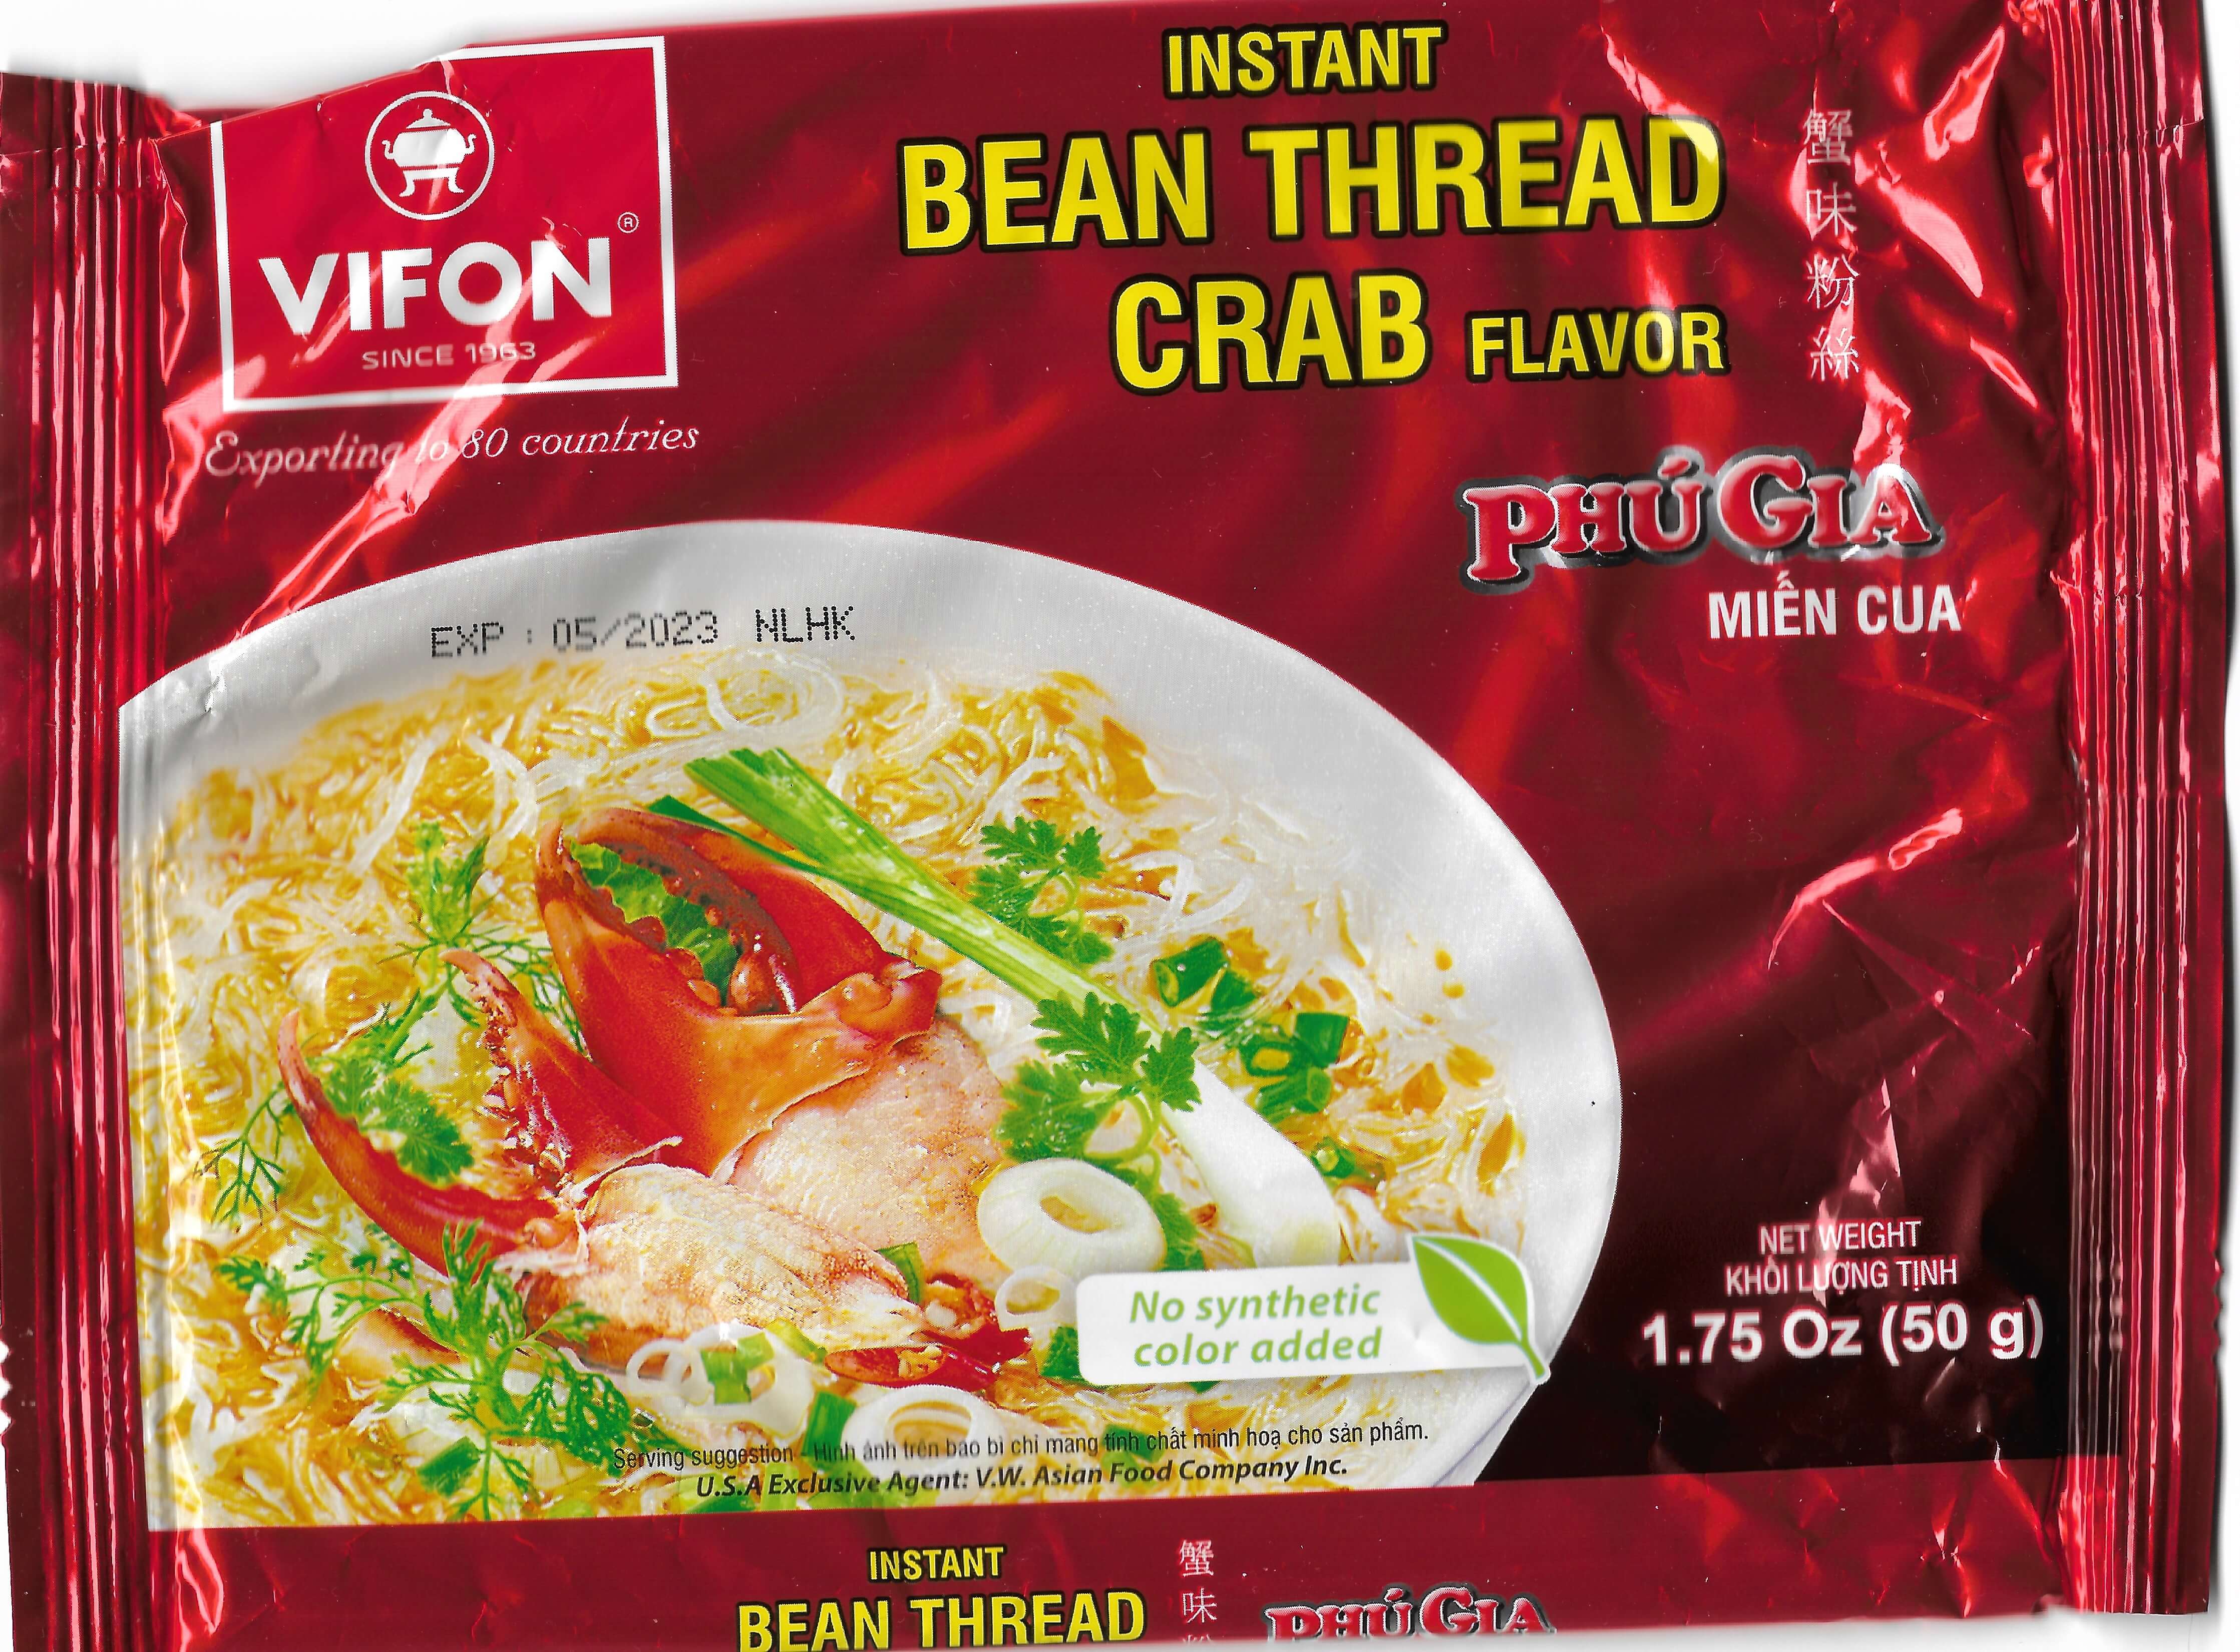 VIFON
®
SINCE 1963
Exporting to 80 countries
INSTANT
BEAN THREAD
CRAB FLAVOR
蟹味粉絲
PHÚ GIA
MIẾN CUA
EXP : 05/2023 NLHK
No synthetic
color added
NET WEIGHT
KHỐI LƯỢNG TỊNH
1.75 Oz (50 g)
Serving suggestion - Hình ảnh trên bao bì chỉ mang tính chất minh hoạ cho sản phẩm.
U.S.A Exclusive Agent: V.W. Asian Food Company Inc.
INSTANT
BEAN THREAD
蟹味
PHÚ GIA